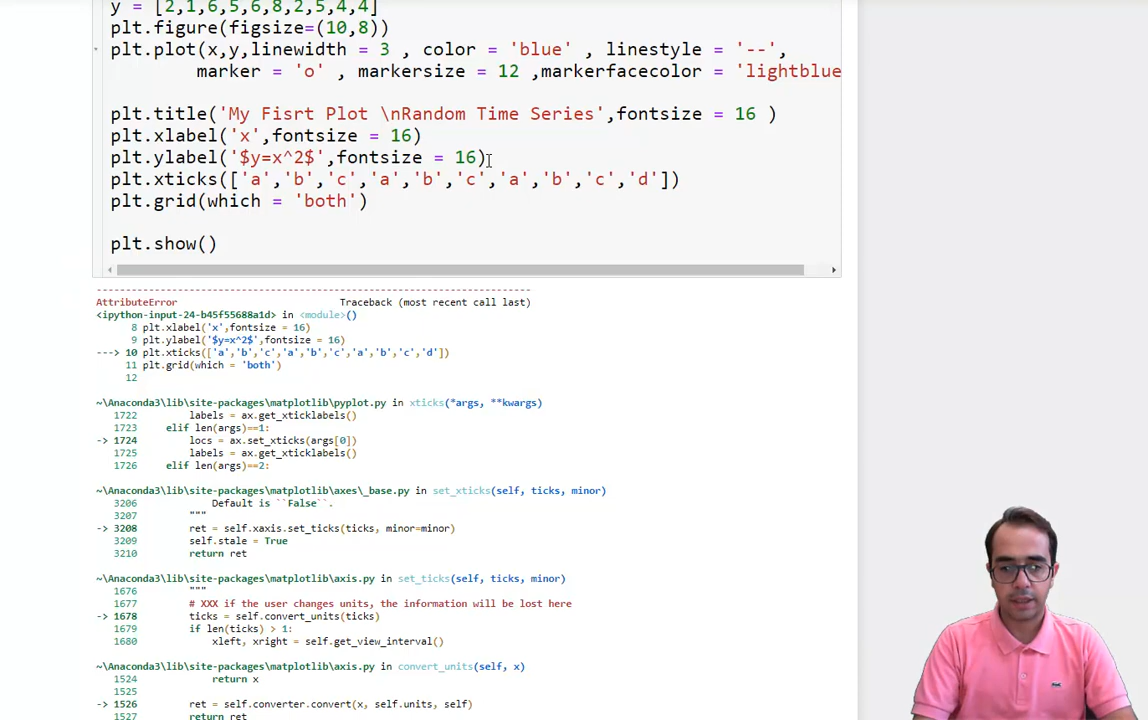 y = [2,1,6,5,6,8,2,5,4,4]
plt.figure(figsize=(10,8))
plt.plot(x,y,linewidth = 3 , color = 'blue' , linestyle = '--',
marker = 'o' , markersize = 12 ,markerfacecolor = 'lightblue
plt.title('My Fisrt Plot \nRandom Time Series',fontsize = 16 )
plt.xlabel('x',fontsize = 16)
plt.ylabel('$y=x^2$',fontsize = 16)
plt.xticks(['a','b','c','a','b','c','a','b','c','d'])
plt.grid(which = 'both')
plt.show()
---------------------------------------------------------------------------
AttributeError Traceback (most recent call last)
<ipython-input-24-b45f55688a1d> in <module>()
8 plt.xlabel('x',fontsize = 16)
9 plt.ylabel('$y=x^2$',fontsize = 16)
---> 10 plt.xticks(['a','b','c','a','b','c','a','b','c','d'])
11 plt.grid(which = 'both')
12
~\Anaconda3\lib\site-packages\matplotlib\pyplot.py in xticks(*args, **kwargs)
1722 labels = ax.get_xticklabels()
1723 elif len(args)==1:
-> 1724 locs = ax.set_xticks(args[0])
1725 labels = ax.get_xticklabels()
1726 elif len(args)==2:
~\Anaconda3\lib\site-packages\matplotlib\axes\_base.py in set_xticks(self, ticks, minor)
3206 Default is ``False``.
3207 """
-> 3208 ret = self.xaxis.set_ticks(ticks, minor=minor)
3209 self.stale = True
3210 return ret
~\Anaconda3\lib\site-packages\matplotlib\axis.py in set_ticks(self, ticks, minor)
1676 """
1677 # XXX if the user changes units, the information will be lost here
-> 1678 ticks = self.convert_units(ticks)
1679 if len(ticks) > 1:
1680 xleft, xright = self.get_view_interval()
~\Anaconda3\lib\site-packages\matplotlib\axis.py in convert_units(self, x)
1524 return x
1525
-> 1526 ret = self.converter.convert(x, self.units, self)
1527 return ret